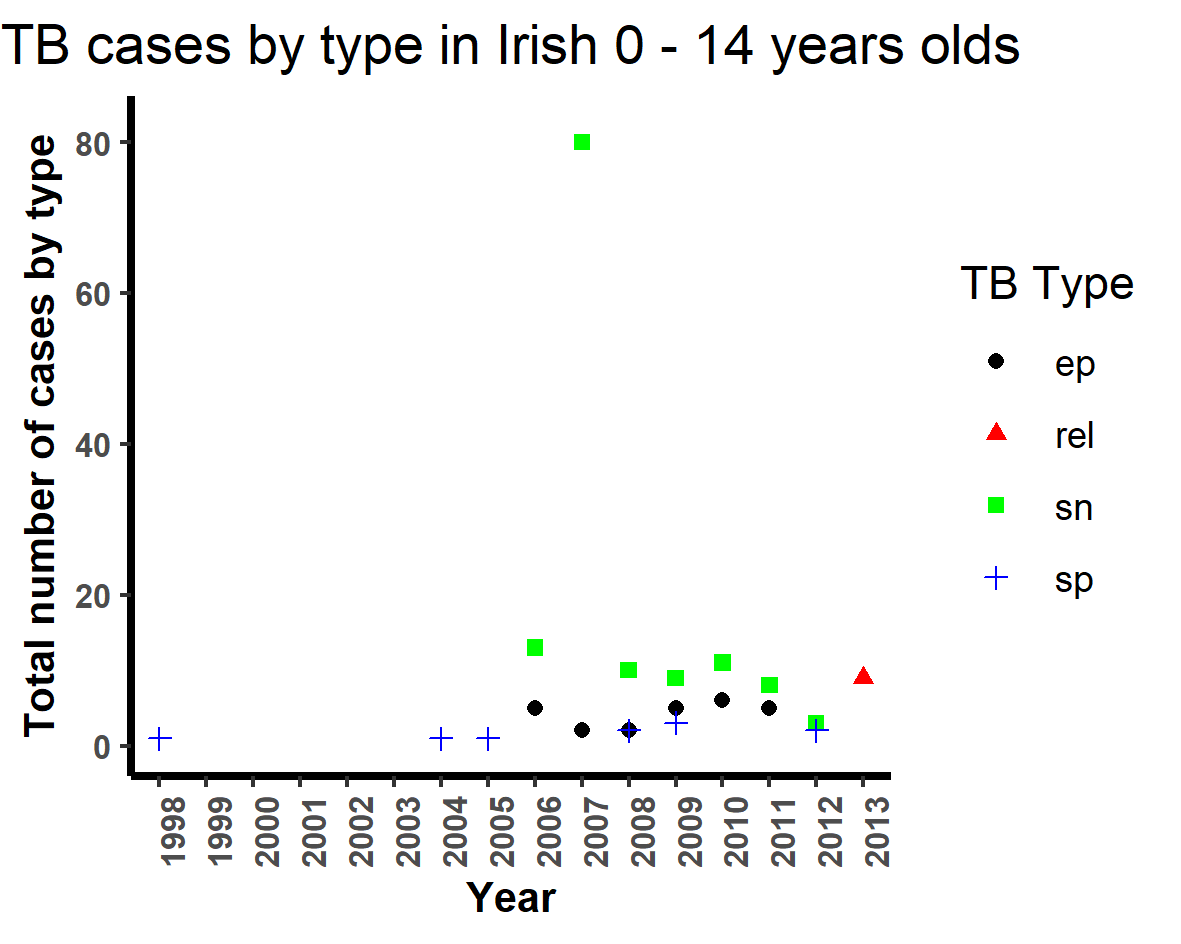 TB cases by type in Irish 0 - 14 years olds
Total number of cases by type
80
60
40
20
0
1998
1999
2000
2001
2002
2003
2004
2005
2006
2007
2008
2009
2010
2011
2012
2013
Year
TB Type
ep
rel
sn
sp